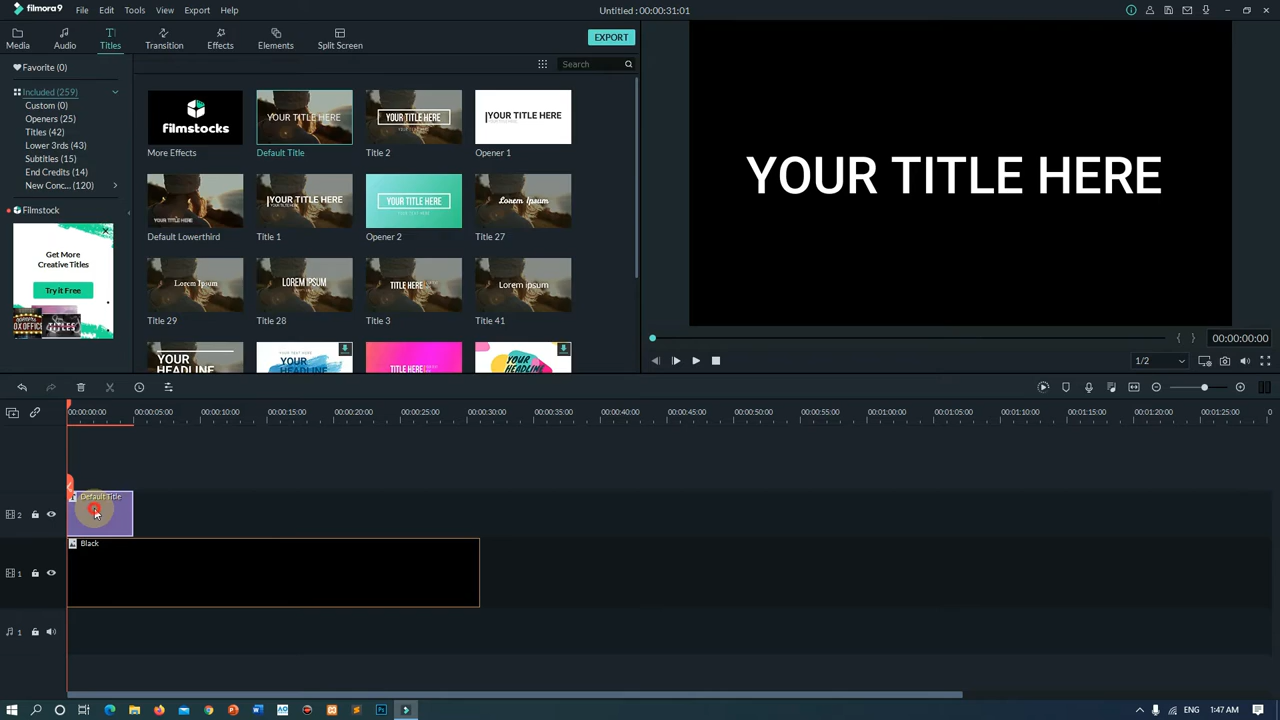 filmora9
File
Edit
Tools
View
Export
Help
Untitled : 00:00:31:01
Media
Audio
Titles
Transition
Effects
Elements
Split Screen
EXPORT
Favorite (0)
Included (259)
Custom (0)
Openers (25)
Titles (42)
Lower 3rds (43)
Subtitles (15)
End Credits (14)
New Conc... (120)
Filmstock
Get More
Creative Titles
Try it Free
TITLES
Search
filmstocks
More Effects
YOUR TITLE HERE
Default Title
YOUR TITLE HERE
Title 2
YOUR TITLE HERE
Opener 1
YOUR TITLE HERE
Default Lowerthird
YOUR TITLE HERE
Title 1
YOUR TITLE HERE
Opener 2
Lorem Ipsum
Title 27
Lorem Ipsum
Title 29
LOREM IPSUM
Title 28
TITLE HERE
Title 3
Lorem ipsum
Title 41
YOUR
HEADLINE
YOUR
HEADLINE
TITLE HERE
YOUR
HEADLINE
YOUR TITLE HERE
00:00:00:00
1/2
00:00:00:00
00:00:05:00
00:00:10:00
00:00:15:00
00:00:20:00
00:00:25:00
00:00:30:00
00:00:35:00
00:00:40:00
00:00:45:00
00:00:50:00
00:00:55:00
00:01:00:00
00:01:05:00
00:01:10:00
00:01:15:00
00:01:20:00
00:01:25:00
0
2
Default Title
1
Black
1
ENG
1:47 AM